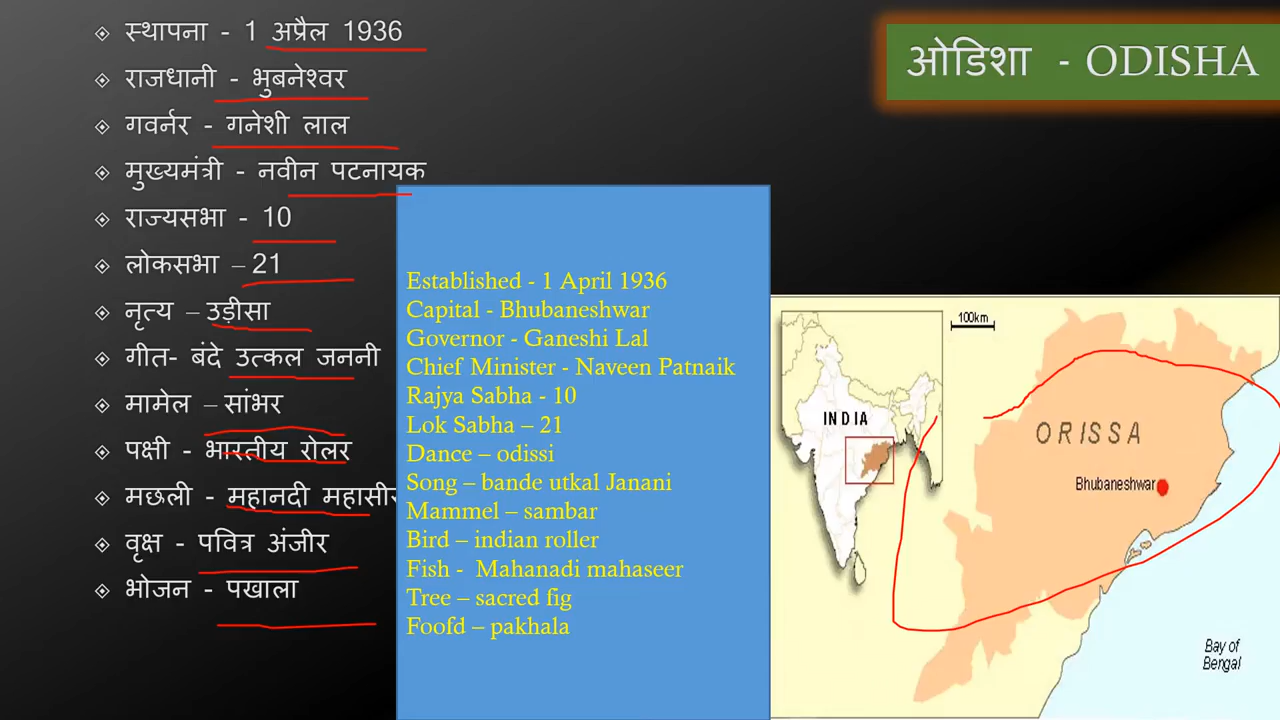 ओडिशा - ODISHA
◈ स्थापना - 1 अप्रैल 1936
◈ राजधानी - भुबनेश्वर
◈ गवर्नर - गनेशी लाल
◈ मुख्यमंत्री - नवीन पटनायक
◈ राज्यसभा - 10
◈ लोकसभा – 21
◈ नृत्य – उड़ीसा
◈ गीत- बंदे उत्कल जननी
◈ मामेल – सांभर
◈ पक्षी - भारतीय रोलर
◈ मछली - महानदी महासीर
◈ वृक्ष - पवित्र अंजीर
◈ भोजन - पखाला
Established - 1 April 1936
Capital - Bhubaneshwar
Governor - Ganeshi Lal
Chief Minister - Naveen Patnaik
Rajya Sabha - 10
Lok Sabha – 21
Dance – odissi
Song – bande utkal Janani
Mammel – sambar
Bird – indian roller
Fish - Mahanadi mahaseer
Tree – sacred fig
Foofd – pakhala
100km
INDIA
ORISSA
Bhubaneshwar
Bay of
Bengal